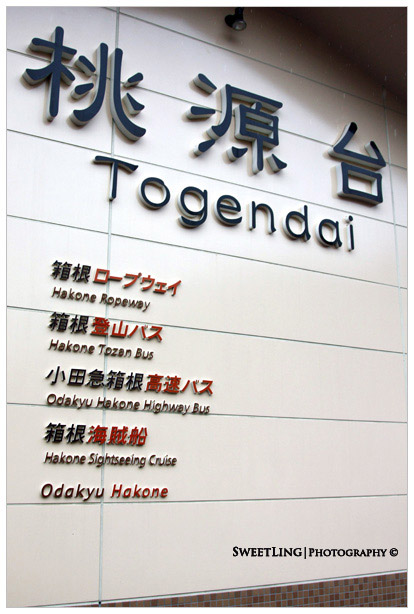 桃源台
Togendai
箱根ロープウェイ
Hakone Ropeway
箱根登山バス
Hakone Tozan Bus
小田急箱根高速バス
Odakyu Hakone Highway Bus
箱根海賊船
Hakone Sightseeing Cruise
Odakyu Hakone
SWEETLING|PHOTOGRAPHY ©